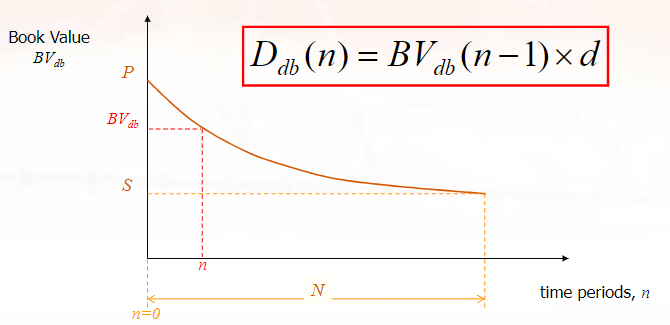 Book Value
BV_db
D_db(n) = BV_db(n−1)×d
P
BV_db
S
n
N
time periods, n
n=0